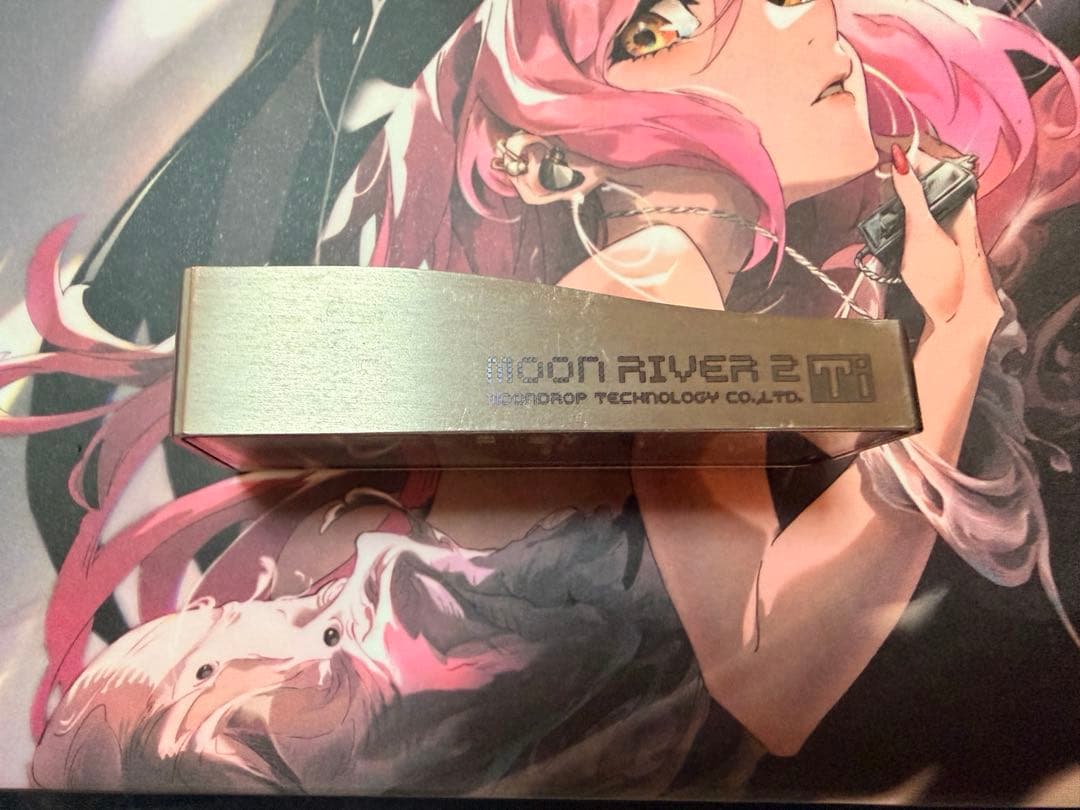 MOON RIVER 2 Ti
MOONDROP TECHNOLOGY CO.,LTD.